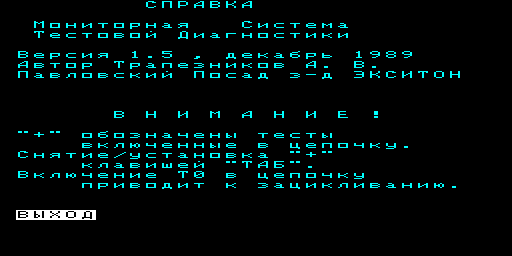 СПРАВКА
Мониторная Система
Тестовой Диагностики
Версия 1.5 , декабрь 1989
Автор Трапезников А. В.
Павловский Посад з-д ЭКСИТОН
В Н И М А Н И Е !
"+" обозначены тесты
включенные в цепочку.
Снятие/установка "+"
клавишей "ТАБ".
Включение Т0 в цепочку
приводит к зацикливанию.
ВЫХОД